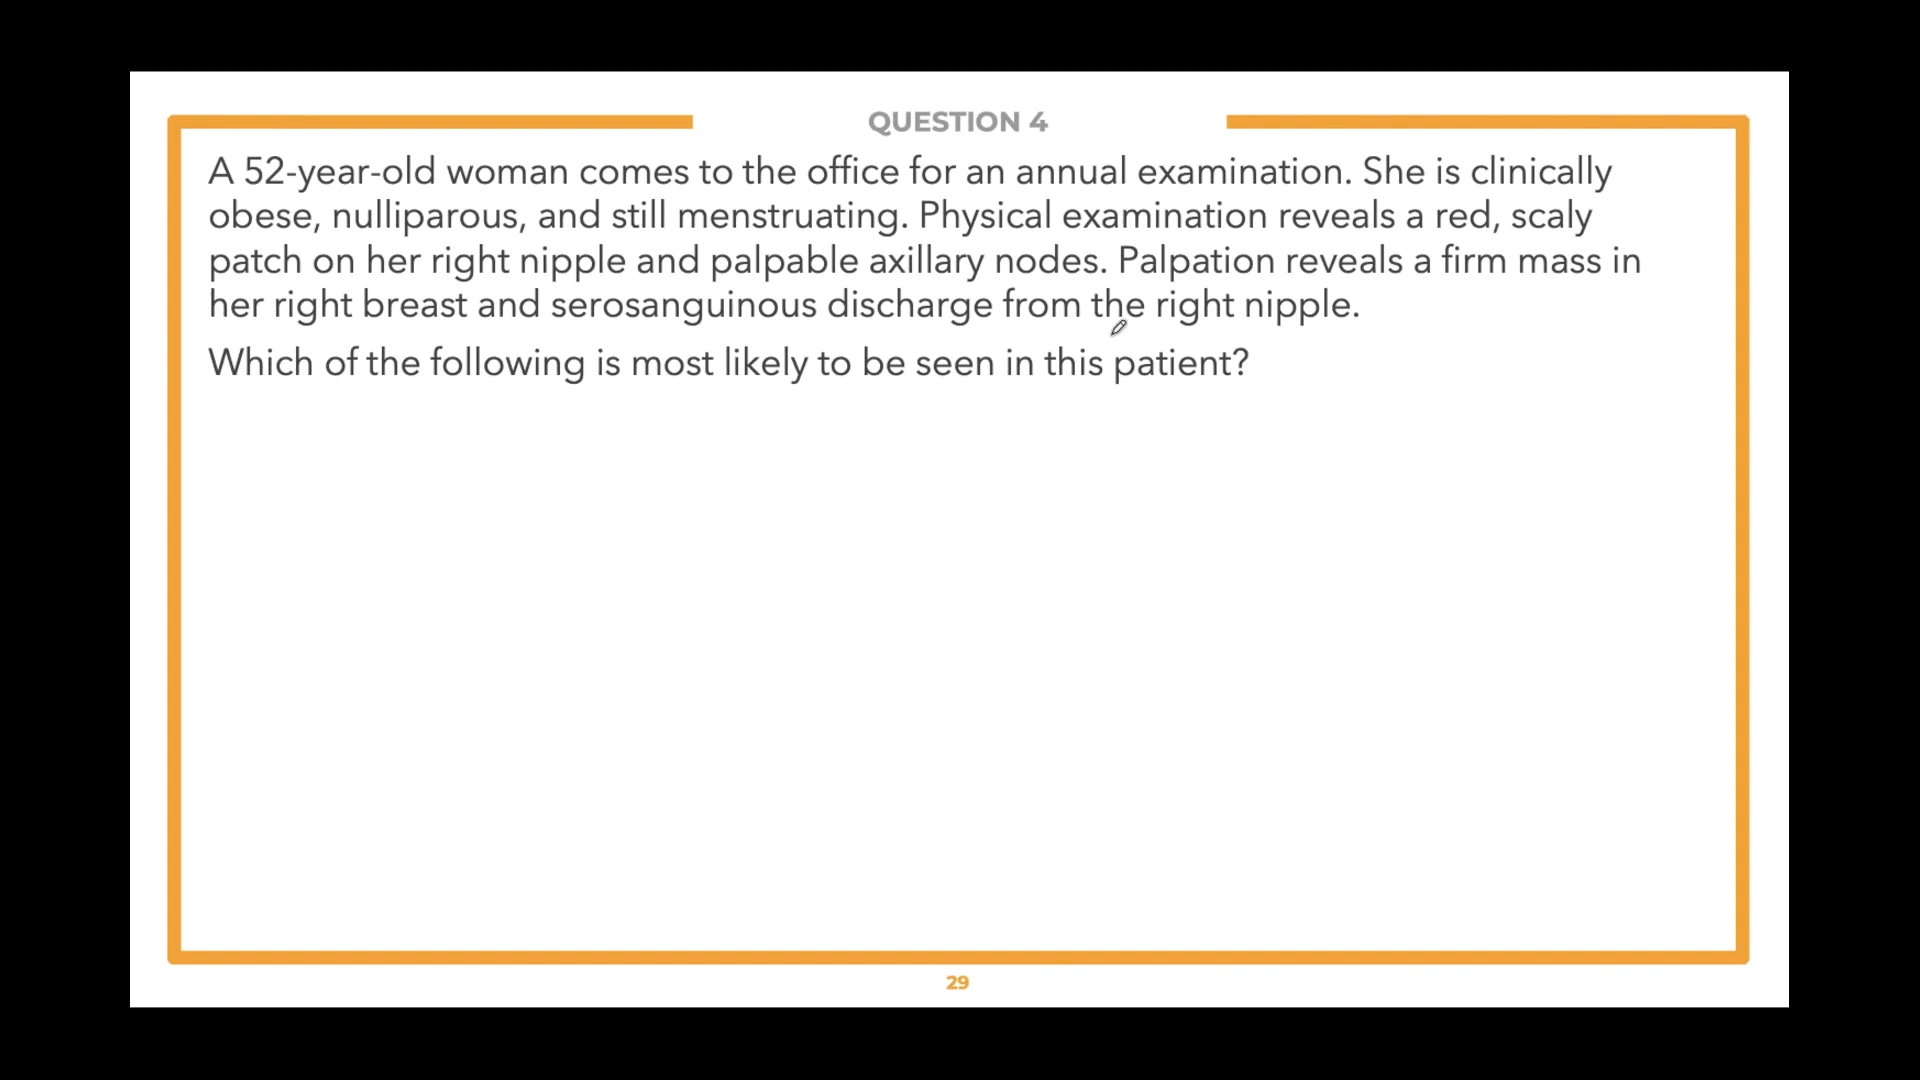 QUESTION 4
A 52-year-old woman comes to the office for an annual examination. She is clinically
obese, nulliparous, and still menstruating. Physical examination reveals a red, scaly
patch on her right nipple and palpable axillary nodes. Palpation reveals a firm mass in
her right breast and serosanguinous discharge from the right nipple.
Which of the following is most likely to be seen in this patient?
29